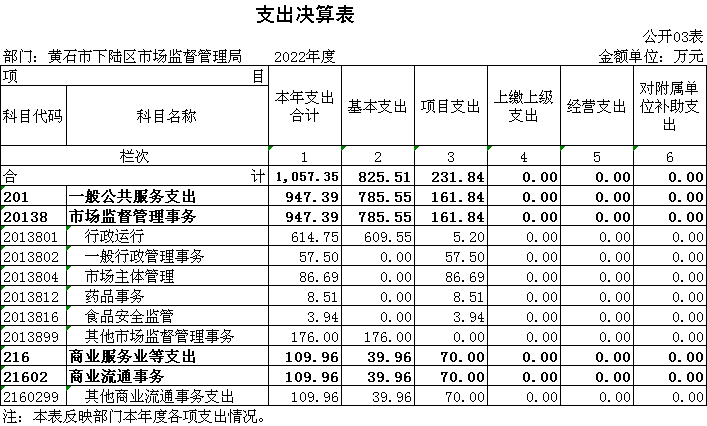 支出决算表
公开03表
部门：黄石市下陆区市场监督管理局 2022年度 金额单位：万元
项 目 本年支出合计 基本支出 项目支出 上缴上级支出 经营支出 对附属单位补助支出
科目代码 科目名称
栏次 1 2 3 4 5 6
合 计 1,057.35 825.51 231.84 0.00 0.00 0.00
201 一般公共服务支出 947.39 785.55 161.84 0.00 0.00 0.00
20138 市场监督管理事务 947.39 785.55 161.84 0.00 0.00 0.00
2013801 行政运行 614.75 609.55 5.20 0.00 0.00 0.00
2013802 一般行政管理事务 57.50 0.00 57.50 0.00 0.00 0.00
2013804 市场主体管理 86.69 0.00 86.69 0.00 0.00 0.00
2013812 药品事务 8.51 0.00 8.51 0.00 0.00 0.00
2013816 食品安全监管 3.94 0.00 3.94 0.00 0.00 0.00
2013899 其他市场监督管理事务 176.00 176.00 0.00 0.00 0.00 0.00
216 商业服务业等支出 109.96 39.96 70.00 0.00 0.00 0.00
21602 商业流通事务 109.96 39.96 70.00 0.00 0.00 0.00
2160299 其他商业流通事务支出 109.96 39.96 70.00 0.00 0.00 0.00
注：本表反映部门本年度各项支出情况。